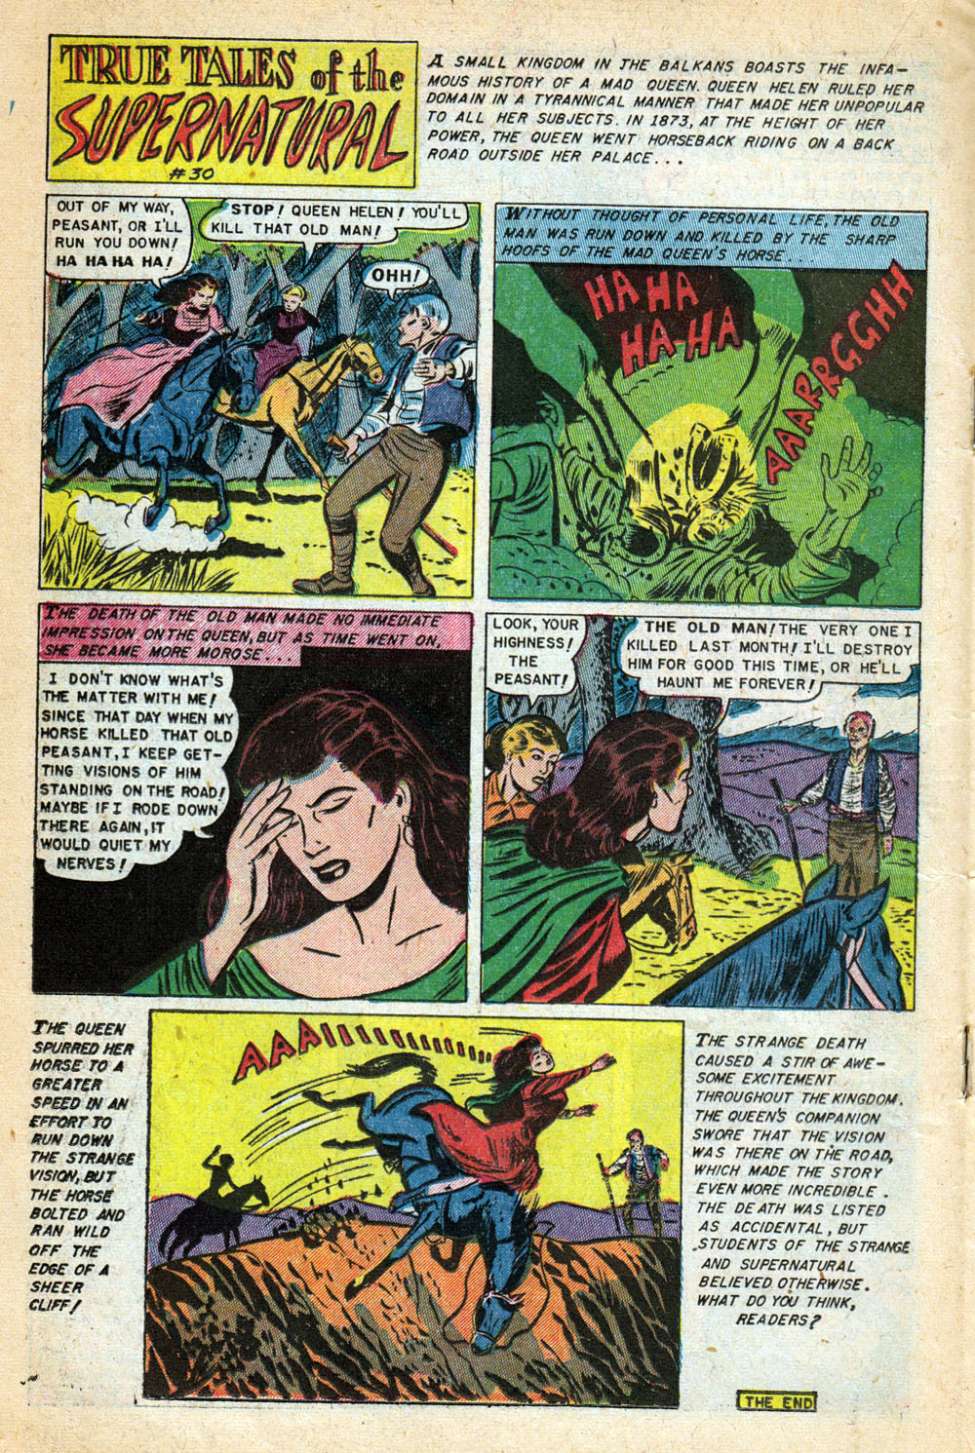 TRUE TALES of the
SUPERNATURAL
#30
A SMALL KINGDOM IN THE BALKANS BOASTS THE INFA-
MOUS HISTORY OF A MAD QUEEN. QUEEN HELEN RULED HER
DOMAIN IN A TYRANNICAL MANNER THAT MADE HER UNPOPULAR
TO ALL HER SUBJECTS. IN 1873, AT THE HEIGHT OF HER
POWER, THE QUEEN WENT HORSEBACK RIDING ON A BACK
ROAD OUTSIDE HER PALACE...
OUT OF MY WAY,
PEASANT, OR I'LL
RUN YOU DOWN!
HA HA HA HA!
STOP! QUEEN HELEN! YOU'LL
KILL THAT OLD MAN!
OHH!
WITHOUT THOUGHT OF PERSONAL LIFE, THE OLD
MAN WAS RUN DOWN AND KILLED BY THE SHARP
HOOFS OF THE MAD QUEEN'S HORSE...
HA HA
HA-HA
AAARRGGHH
THE DEATH OF THE OLD MAN MADE NO IMMEDIATE
IMPRESSION ON THE QUEEN, BUT AS TIME WENT ON,
SHE BECAME MORE MOROSE...
I DON'T KNOW WHAT'S
THE MATTER WITH ME!
SINCE THAT DAY WHEN MY
HORSE KILLED THAT OLD
PEASANT, I KEEP GET-
TING VISIONS OF HIM
STANDING ON THE ROAD!
MAYBE IF I RODE DOWN
THERE AGAIN, IT
WOULD QUIET MY
NERVES!
LOOK, YOUR
HIGHNESS!
THE
PEASANT!
THE OLD MAN! THE VERY ONE I
KILLED LAST MONTH! I'LL DESTROY
HIM FOR GOOD THIS TIME, OR HE'LL
HAUNT ME FOREVER!
THE QUEEN
SPURRED HER
HORSE TO A
GREATER
SPEED IN AN
EFFORT TO
RUN DOWN
THE STRANGE
VISION, BUT
THE HORSE
BOLTED AND
RAN WILD
OFF THE
EDGE OF A
SHEER
CLIFF!
AAAIIIIIIIIIIIIII
THE STRANGE DEATH
CAUSED A STIR OF AWE-
SOME EXCITEMENT
THROUGHOUT THE KINGDOM.
THE QUEEN'S COMPANION
SWORE THAT THE VISION
WAS THERE ON THE ROAD,
WHICH MADE THE STORY
EVEN MORE INCREDIBLE.
THE DEATH WAS LISTED
AS ACCIDENTAL, BUT
STUDENTS OF THE STRANGE
AND SUPERNATURAL
BELIEVED OTHERWISE.
WHAT DO YOU THINK,
READERS?
THE END